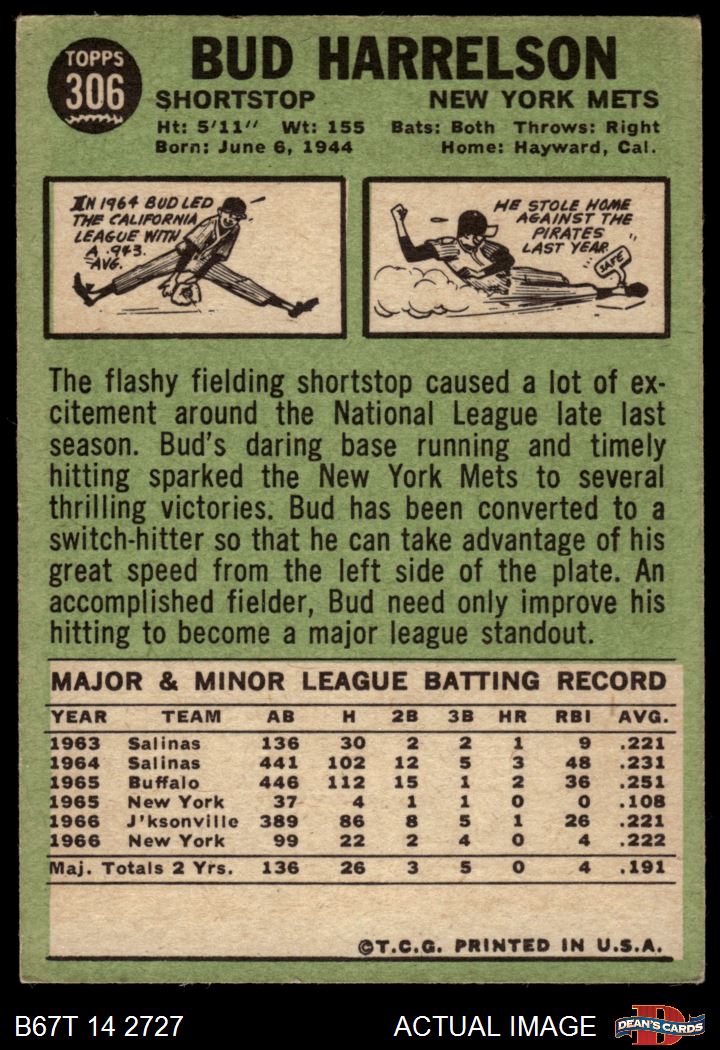 TOPPS
306
BUD HARRELSON
SHORTSTOP NEW YORK METS
Ht: 5'11" Wt: 155 Bats: Both Throws: Right
Born: June 6, 1944 Home: Hayward, Cal.
IN 1964 BUD LED
THE CALIFORNIA
LEAGUE WITH
A .943.
AVG.
HE STOLE HOME
AGAINST THE
PIRATES
LAST YEAR
"SAFE"
The flashy fielding shortstop caused a lot of ex-
citement around the National League late last
season. Bud's daring base running and timely
hitting sparked the New York Mets to several
thrilling victories. Bud has been converted to a
switch-hitter so that he can take advantage of his
great speed from the left side of the plate. An
accomplished fielder, Bud need only improve his
hitting to become a major league standout.
MAJOR & MINOR LEAGUE BATTING RECORD
YEAR TEAM AB H 2B 3B HR RBI AVG.
1963 Salinas 136 30 2 2 1 9 .221
1964 Salinas 441 102 12 5 3 48 .231
1965 Buffalo 446 112 15 1 2 36 .251
1965 New York 37 4 1 1 0 0 .108
1966 J'ksonville 389 86 8 5 1 26 .221
1966 New York 99 22 2 4 0 4 .222
Maj. Totals 2 Yrs. 136 26 3 5 0 4 .191
©T.C.G. PRINTED IN U.S.A.
B67T 14 2727 ACTUAL IMAGE
D
DEAN'S CARDS